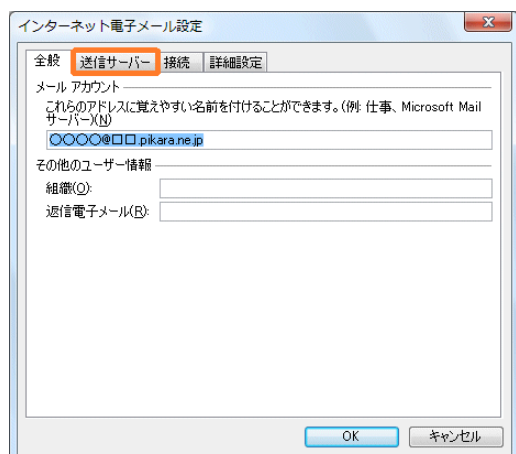 インターネット電子メール設定
全般 送信サーバー 接続 詳細設定
メール アカウント
これらのアドレスに覚えやすい名前を付けることができます。(例: 仕事、Microsoft Mail
サーバー)(N)
〇〇〇〇@□□.pikara.ne.jp
その他のユーザー情報
組織(O):
返信電子メール(R):
OK キャンセル